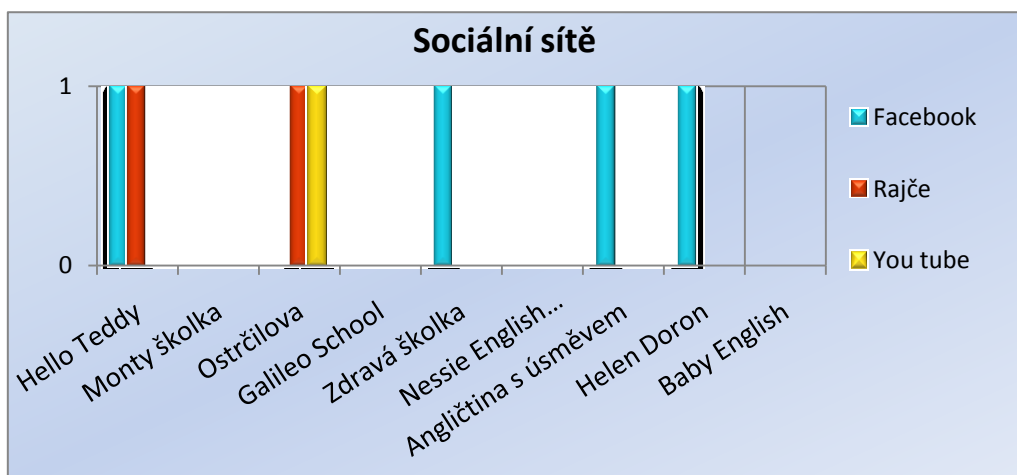 Sociální sítě
1
0
Facebook
Rajče
You tube
Hello Teddy
Monty školka
Ostrčilova
Galileo School
Zdravá školka
Nessie English...
Angličtina s úsměvem
Helen Doron
Baby English